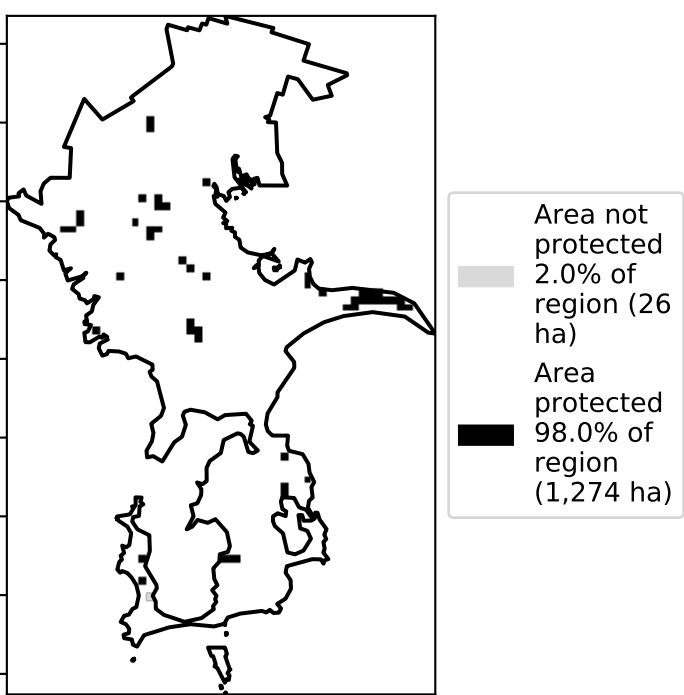 Area not
protected
2.0% of
region (26
ha)
Area
protected
98.0% of
region
(1,274 ha)